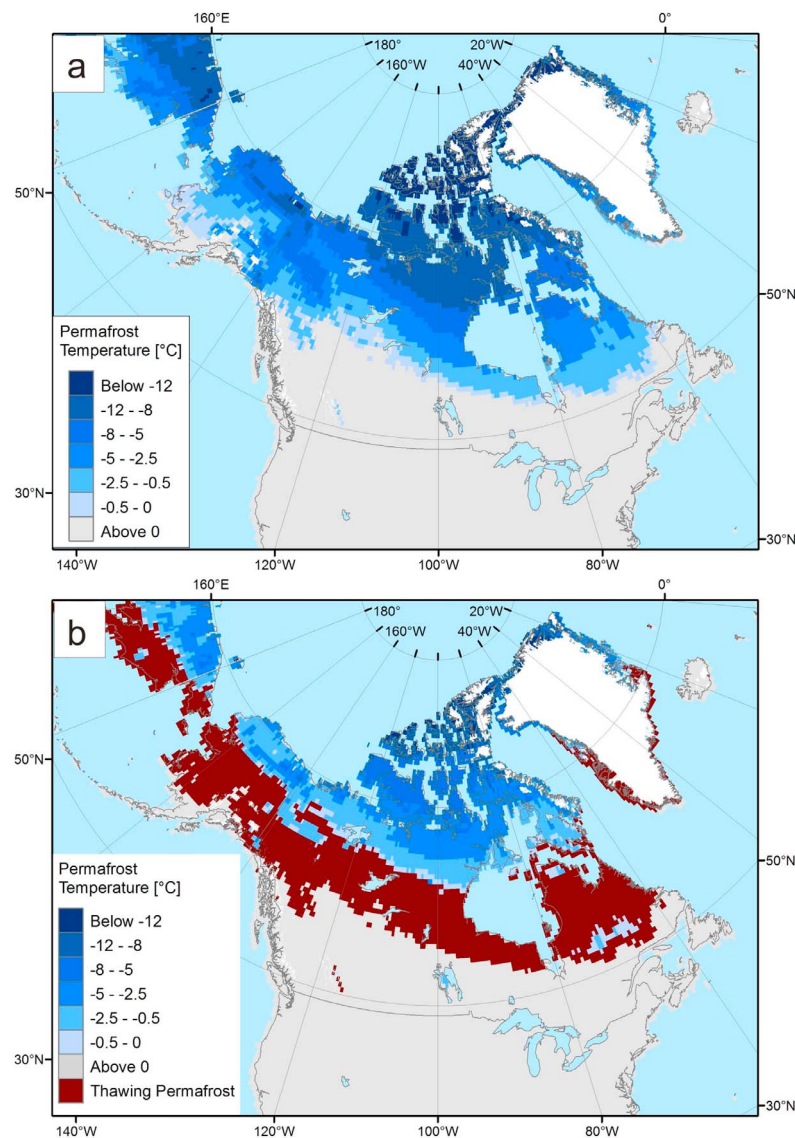 160°E
0°
a
180°
20°W
160°W
40°W
50°N
50°N
Permafrost
Temperature [°C]
Below -12
-12 - -8
-8 - -5
-5 - -2.5
-2.5 - -0.5
-0.5 - 0
Above 0
30°N
30°N
140°W
120°W
100°W
80°W
160°E
0°
b
180°
20°W
160°W
40°W
50°N
50°N
Permafrost
Temperature [°C]
Below -12
-12 - -8
-8 - -5
-5 - -2.5
-2.5 - -0.5
-0.5 - 0
Above 0
Thawing Permafrost
30°N
30°N
140°W
120°W
100°W
80°W